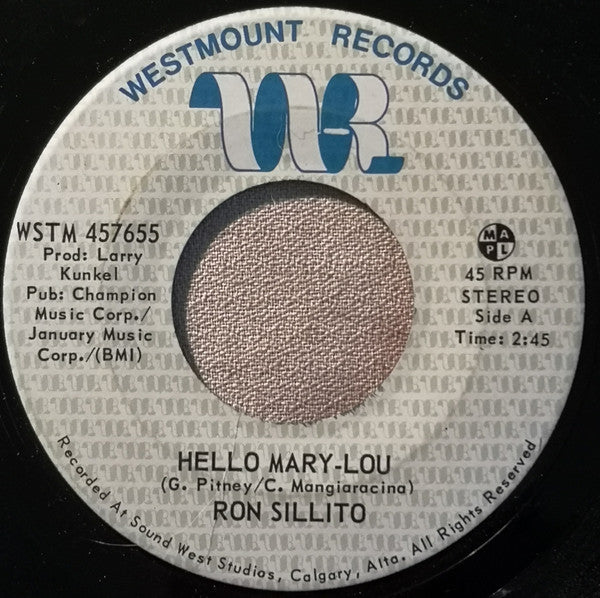 WESTMOUNT RECORDS
WR
WSTM 457655
Prod: Larry
Kunkel
Pub: Champion
Music Corp./
January Music
Corp./(BMI)
M A
P L
45 RPM
STEREO
Side A
Time: 2:45
HELLO MARY-LOU
(G. Pitney/C. Mangiaracina)
RON SILLITO
Recorded At Sound West Studios, Calgary, Alta. All Rights Reserved